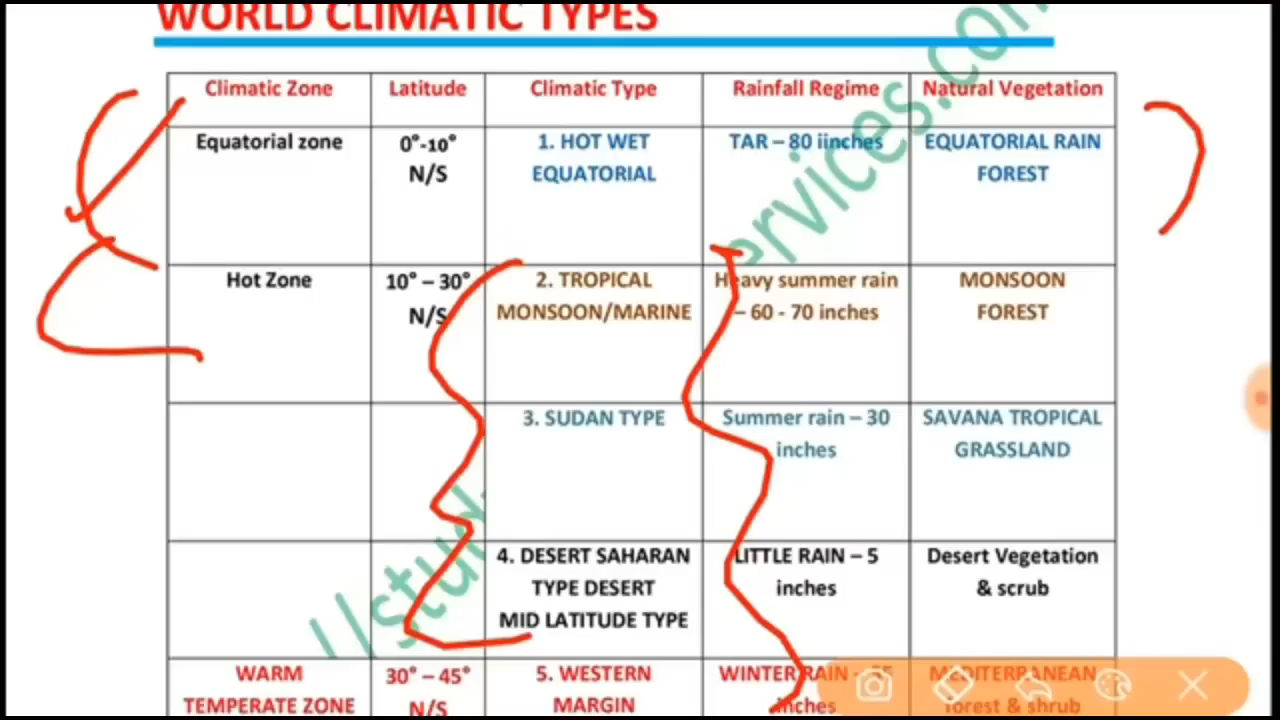 WORLD CLIMATIC TYPES
Climatic Zone Latitude Climatic Type Rainfall Regime Natural Vegetation
Equatorial zone 0°-10° 1. HOT WET TAR – 80 iinches EQUATORIAL RAIN
N/S EQUATORIAL FOREST
Hot Zone 10° – 30° 2. TROPICAL Heavy summer rain MONSOON
N/S MONSOON/MARINE – 60 - 70 inches FOREST
3. SUDAN TYPE Summer rain – 30 SAVANA TROPICAL
inches GRASSLAND
4. DESERT SAHARAN LITTLE RAIN – 5 Desert Vegetation
TYPE DESERT inches & scrub
MID LATITUDE TYPE
WARM 30° – 45° 5. WESTERN WINTER RAIN – MEDITERRANEAN
TEMPERATE ZONE N/S MARGIN inches forest & shrub
//stud
ervices.com